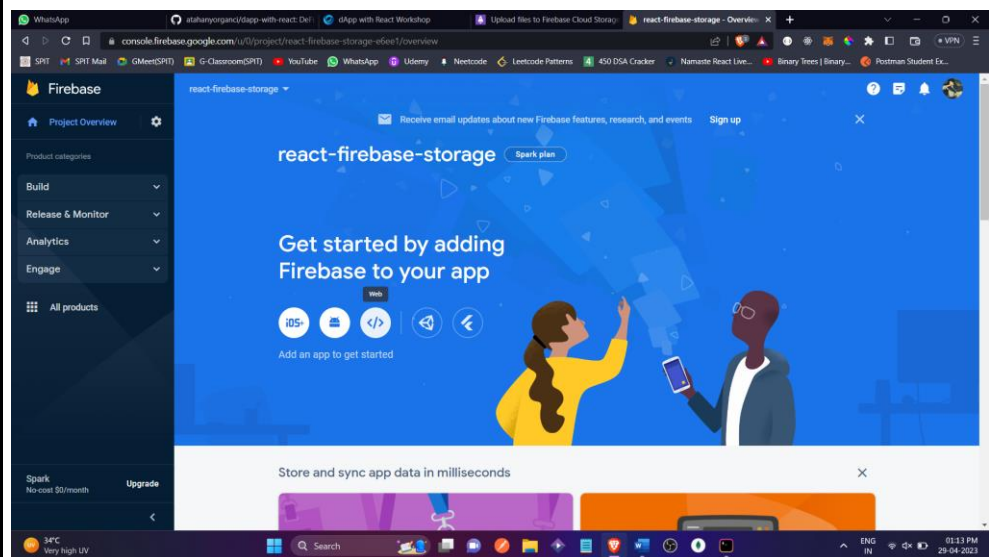 WhatsApp
atahanyorganci/dapp-with-react: DeFi
dApp with React Workshop
Upload files to Firebase Cloud Storage
react-firebase-storage - Overview
console.firebase.google.com/u/0/project/react-firebase-storage-e6ee1/overview
VPN
SPIT
SPIT Mail
GMeet(SPIT)
G-Classroom(SPIT)
YouTube
WhatsApp
Udemy
Neetcode
Leetcode Patterns
450 DSA Cracker
Namaste React Live...
Binary Trees | Binary...
Postman Student Ex...
Firebase
Project Overview
Product categories
Build
Release & Monitor
Analytics
Engage
All products
Spark
No-cost $0/month
Upgrade
react-firebase-storage
Receive email updates about new Firebase features, research, and events
Sign up
react-firebase-storage
Spark plan
Get started by adding
Firebase to your app
Web
iOS+
</>
Add an app to get started
Store and sync app data in milliseconds
34°C
Very high UV
Search
ENG
IN
01:13 PM
29-04-2023